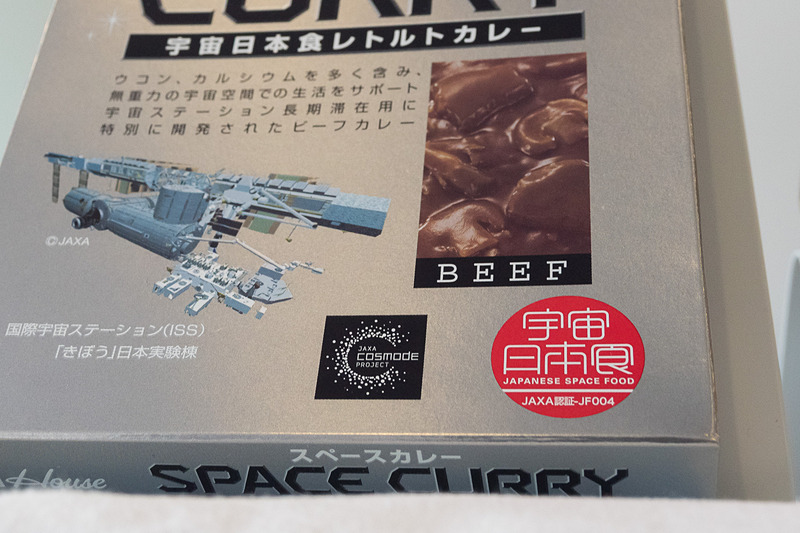 CURRY
宇宙日本食レトルトカレー
ウコン、カルシウムを多く含み、
無重力の宇宙空間での生活をサポート
宇宙ステーション長期滞在用に
特別に開発されたビーフカレー
©JAXA
BEEF
国際宇宙ステーション(ISS)
「きぼう」日本実験棟
JAXA
COSMODE
PROJECT
宇宙
日本食
JAPANESE SPACE FOOD
JAXA認証-JF004
スペースカレー
House
SPACE CURRY